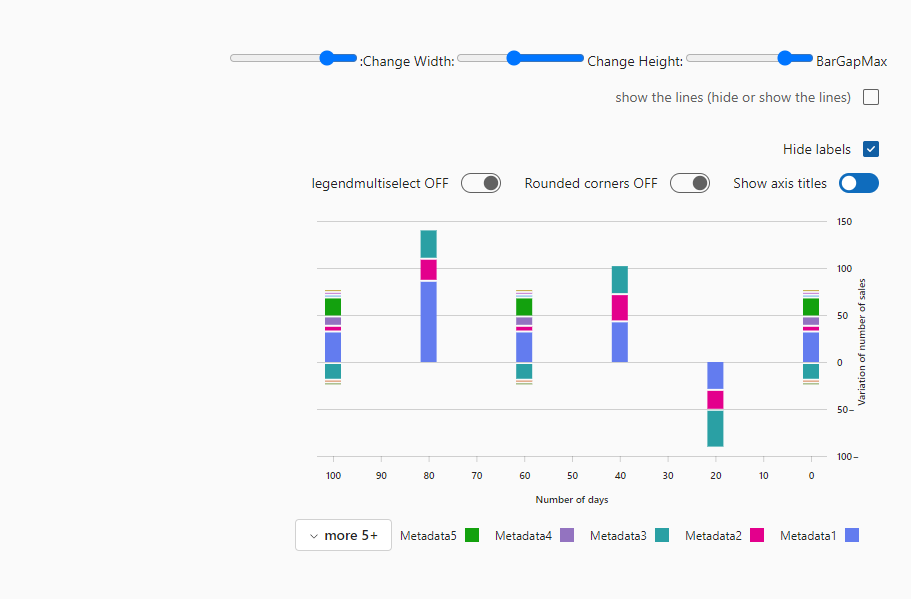 :Change Width: Change Height: BarGapMax
show the lines (hide or show the lines)
Hide labels
legendmultiselect OFF Rounded corners OFF Show axis titles
150
100
50
0
50–
100–
Variation of number of sales
100 90 80 70 60 50 40 30 20 10 0
Number of days
more 5+ Metadata5 Metadata4 Metadata3 Metadata2 Metadata1